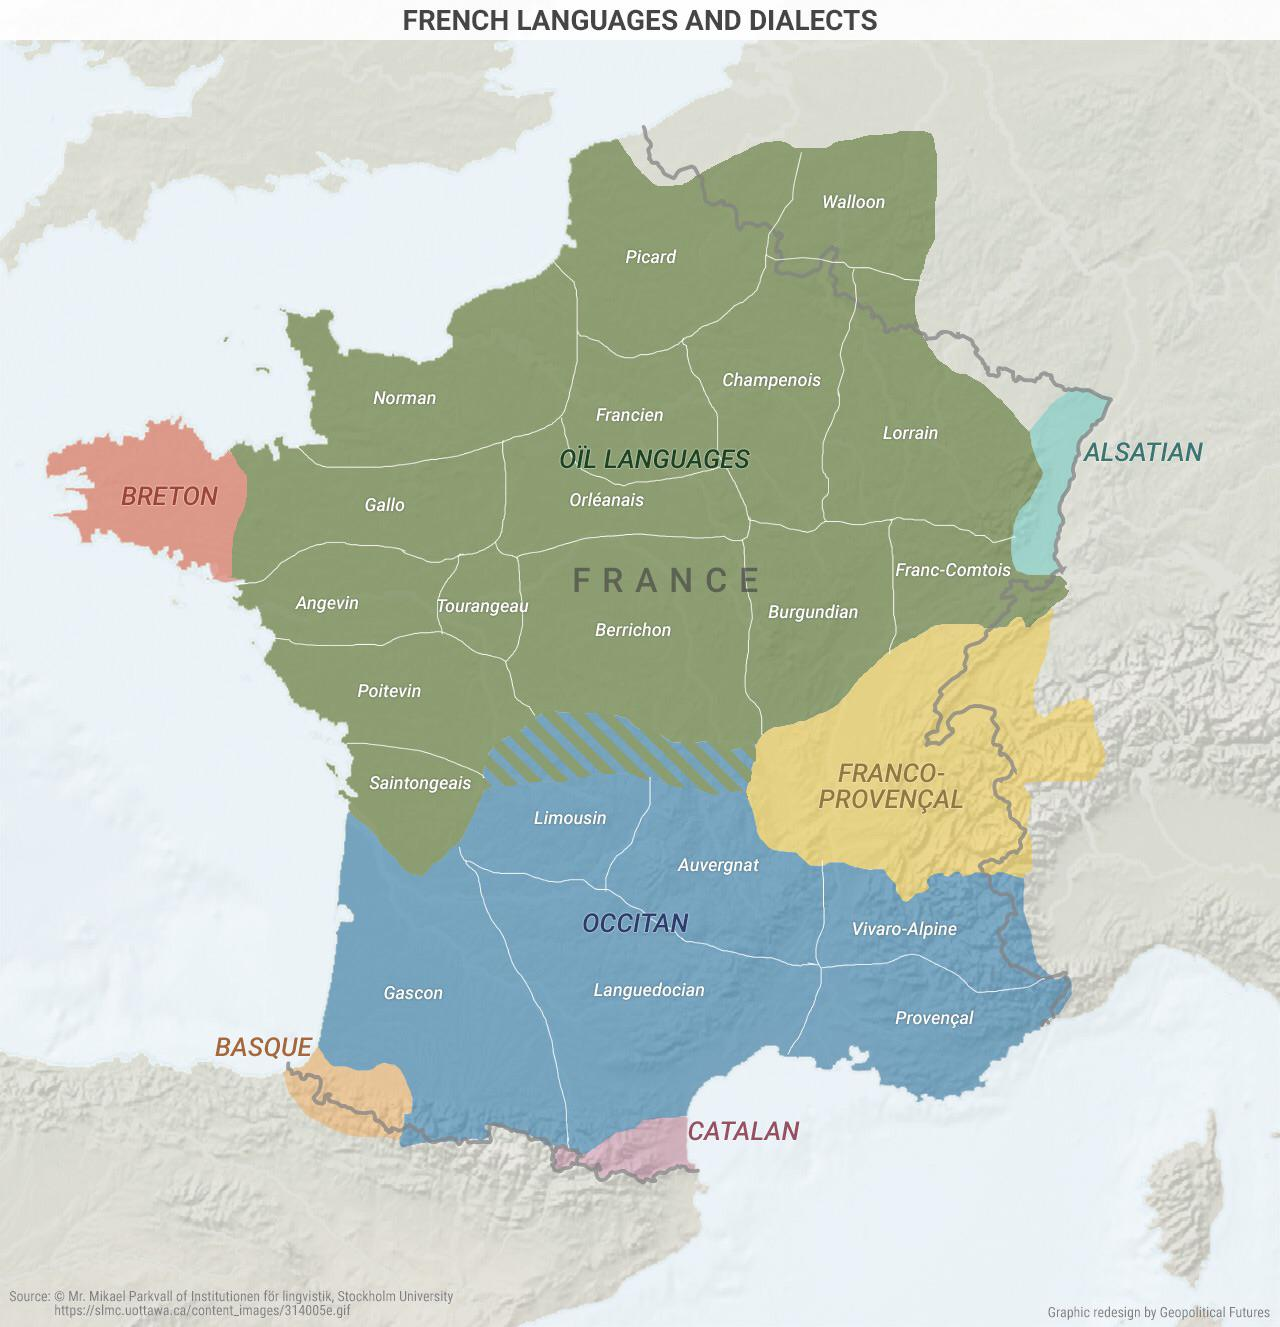 FRENCH LANGUAGES AND DIALECTS
Walloon
Picard
Champenois
Norman
Francien
Lorrain
OÏL LANGUAGES
ALSATIAN
BRETON
Gallo
Orléanais
FRANCE
Franc-Comtois
Angevin
Tourangeau
Burgundian
Berrichon
Poitevin
Saintongeais
FRANCO-
PROVENÇAL
Limousin
Auvergnat
OCCITAN
Vivaro-Alpine
Gascon
Languedocian
Provençal
BASQUE
CATALAN
Source: © Mr. Mikael Parkvall of Institutionen för lingvistik, Stockholm University
https://slmc.uottawa.ca/content_images/314005e.gif
Graphic redesign by Geopolitical Futures